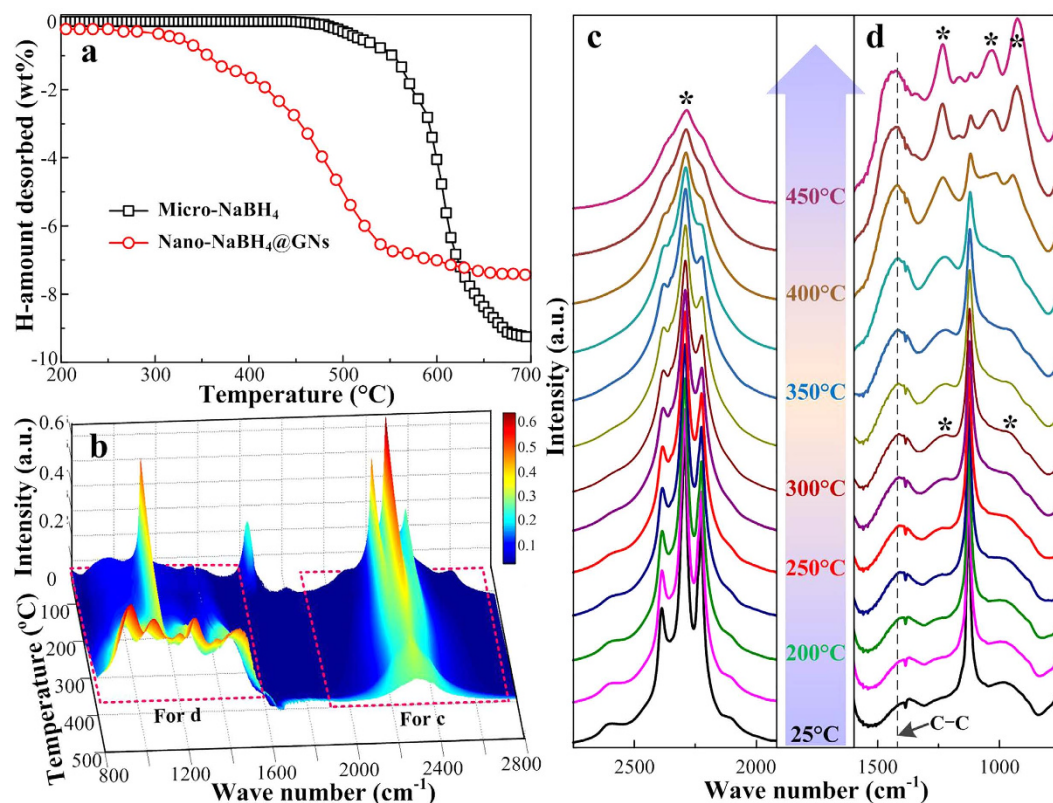 a
H-amount desorbed (wt%)
0
-2
-4
-6
-8
-10
Micro-NaBH4
Nano-NaBH4@GNs
200 300 400 500 600 700
Temperature (°C)
b
Intensity (a.u.)
0.6
0.4
0.2
0
0.6
0.5
0.4
0.3
0.2
0.1
Temperature (°C)
100
200
300
400
500
For d
For c
800 1200 1600 2000 2400 2800
Wave number (cm⁻¹)
c
Intensity (a.u.)
*
2500 2250 2000
450°C
400°C
350°C
300°C
250°C
200°C
25°C
d
* * *
* *
C−C
1500 1250 1000
Wave number (cm⁻¹)